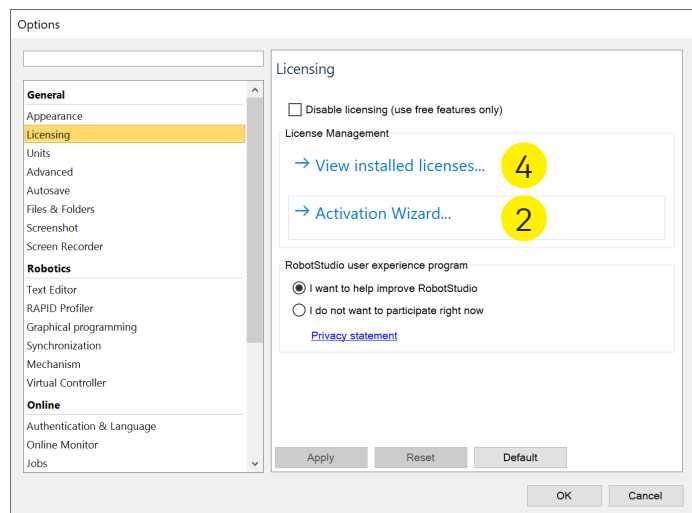 Options
General
Appearance
Licensing
Units
Advanced
Autosave
Files & Folders
Screenshot
Screen Recorder
Robotics
Text Editor
RAPID Profiler
Graphical programming
Synchronization
Mechanism
Virtual Controller
Online
Authentication & Language
Online Monitor
Jobs
Licensing
Disable licensing (use free features only)
License Management
View installed licenses...
4
Activation Wizard...
2
RobotStudio user experience program
I want to help improve RobotStudio
I do not want to participate right now
Privacy statement
Apply Reset Default
OK Cancel